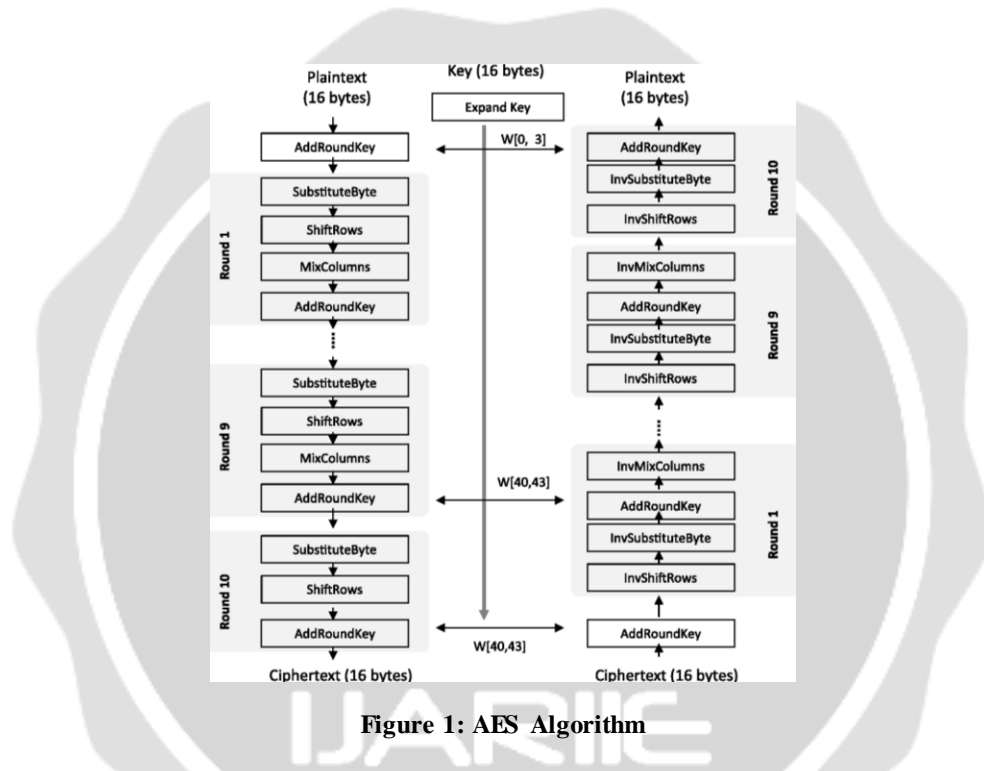 Plaintext
(16 bytes)
AddRoundKey
Round 1
SubstituteByte
ShiftRows
MixColumns
AddRoundKey
Round 9
SubstituteByte
ShiftRows
MixColumns
AddRoundKey
Round 10
SubstituteByte
ShiftRows
AddRoundKey
Ciphertext (16 bytes)
Key (16 bytes)
Expand Key
W[0, 3]
W[40,43]
W[40,43]
Plaintext
(16 bytes)
AddRoundKey
InvSubstituteByte
InvShiftRows
Round 10
InvMixColumns
AddRoundKey
InvSubstituteByte
InvShiftRows
Round 9
InvMixColumns
AddRoundKey
InvSubstituteByte
InvShiftRows
Round 1
AddRoundKey
Ciphertext (16 bytes)
Figure 1: AES Algorithm
IJARIIE